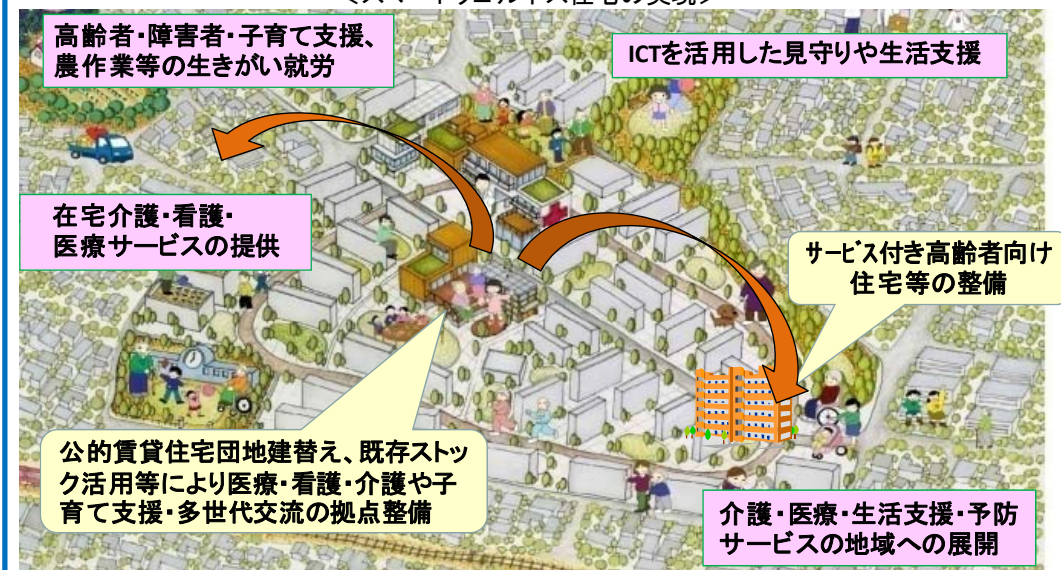 高齢者・障害者・子育て支援、
農作業等の生きがい就労
ICTを活用した見守りや生活支援
在宅介護・看護・
医療サービスの提供
サービス付き高齢者向け
住宅等の整備
公的賃貸住宅団地建替え、既存ストッ
ク活用等により医療・看護・介護や子
育て支援・多世代交流の拠点整備
介護・医療・生活支援・予防
サービスの地域への展開